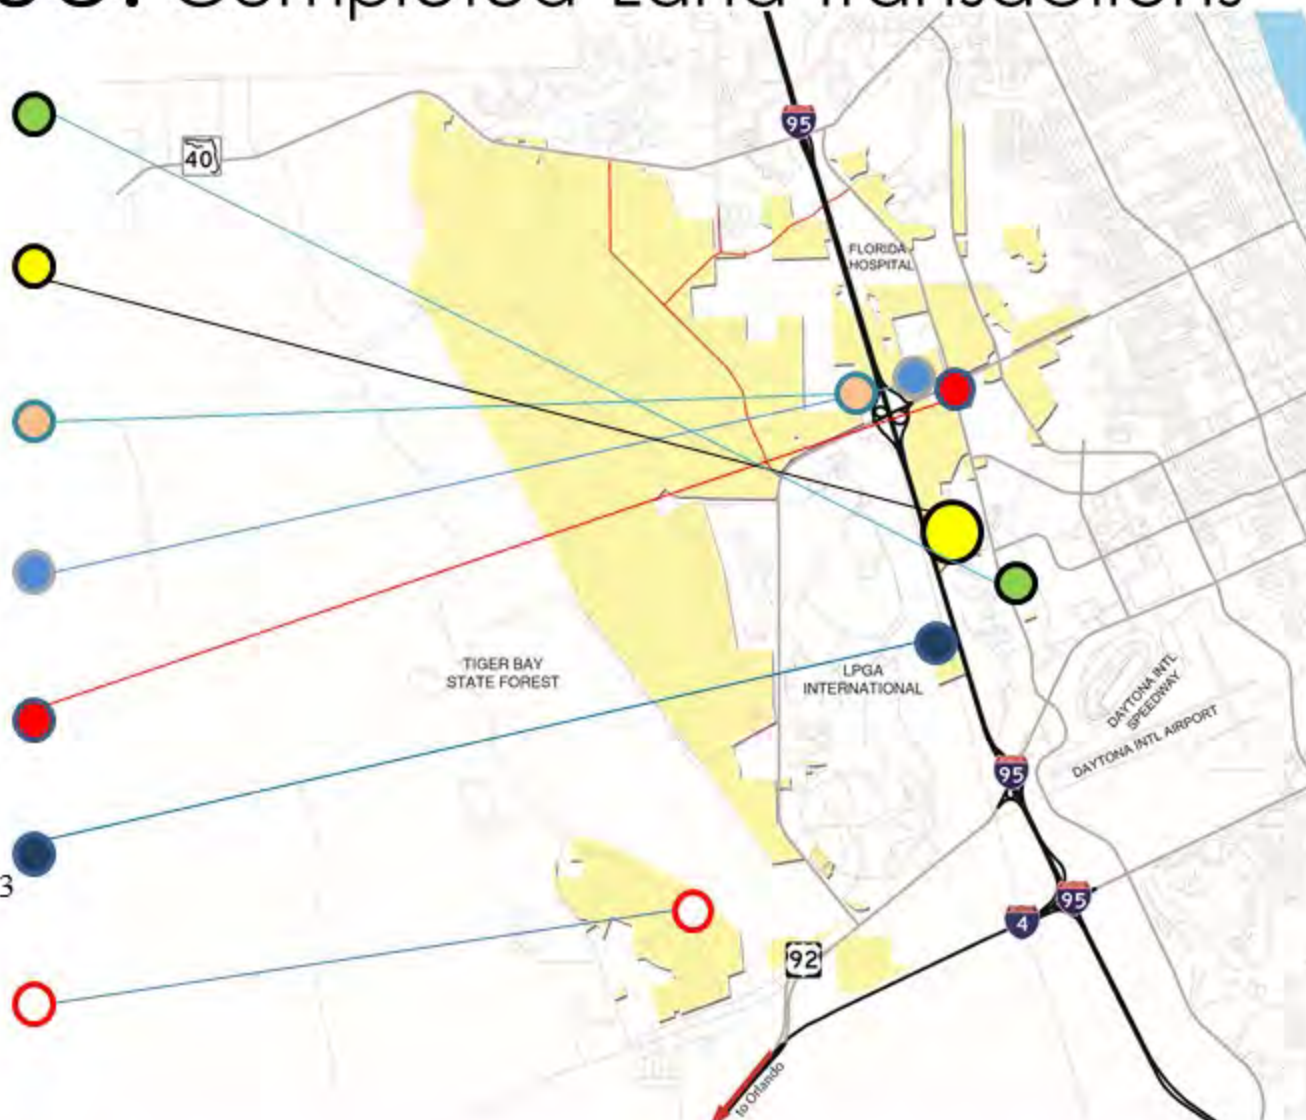 Completed Land Transactions
95
40
FLORIDA
HOSPITAL
TIGER BAY
STATE FOREST
LPGA
INTERNATIONAL
DAYTONA INTL
SPEEDWAY
DAYTONA INTL AIRPORT
95
3
95
4
92
to Orlando